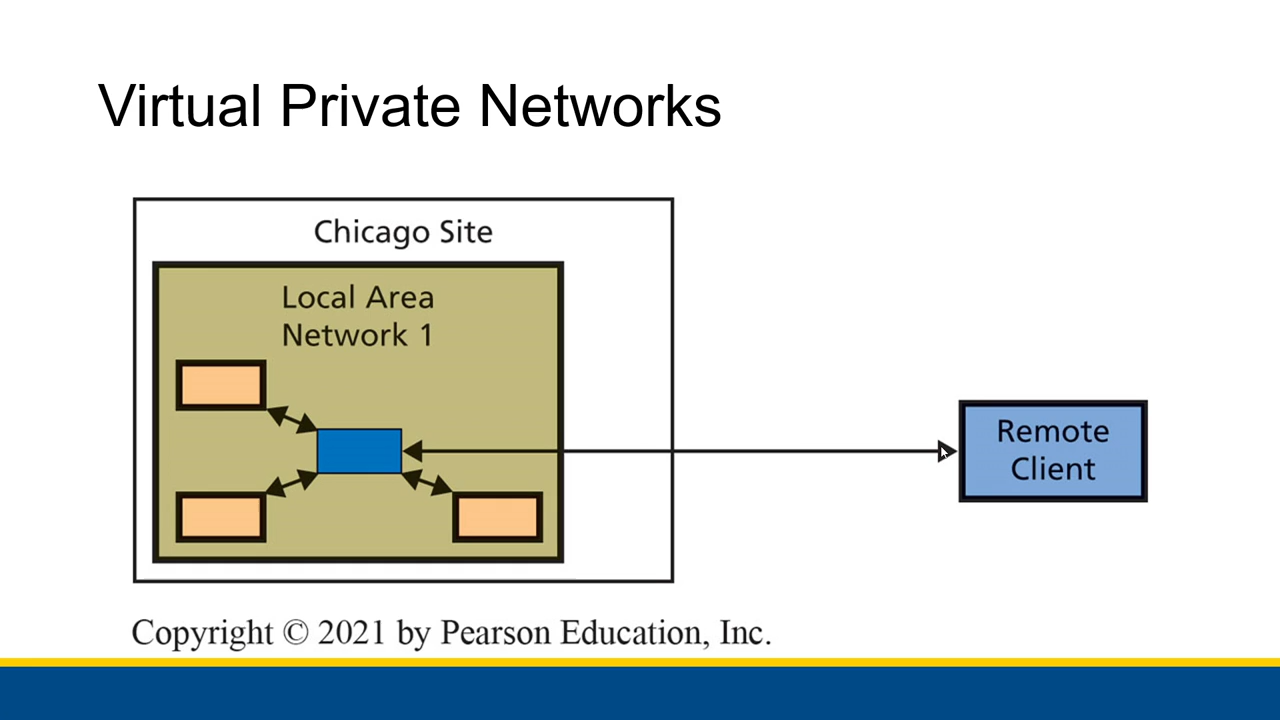 Virtual Private Networks
Chicago Site
Local Area
Network 1
Remote
Client
Copyright © 2021 by Pearson Education, Inc.